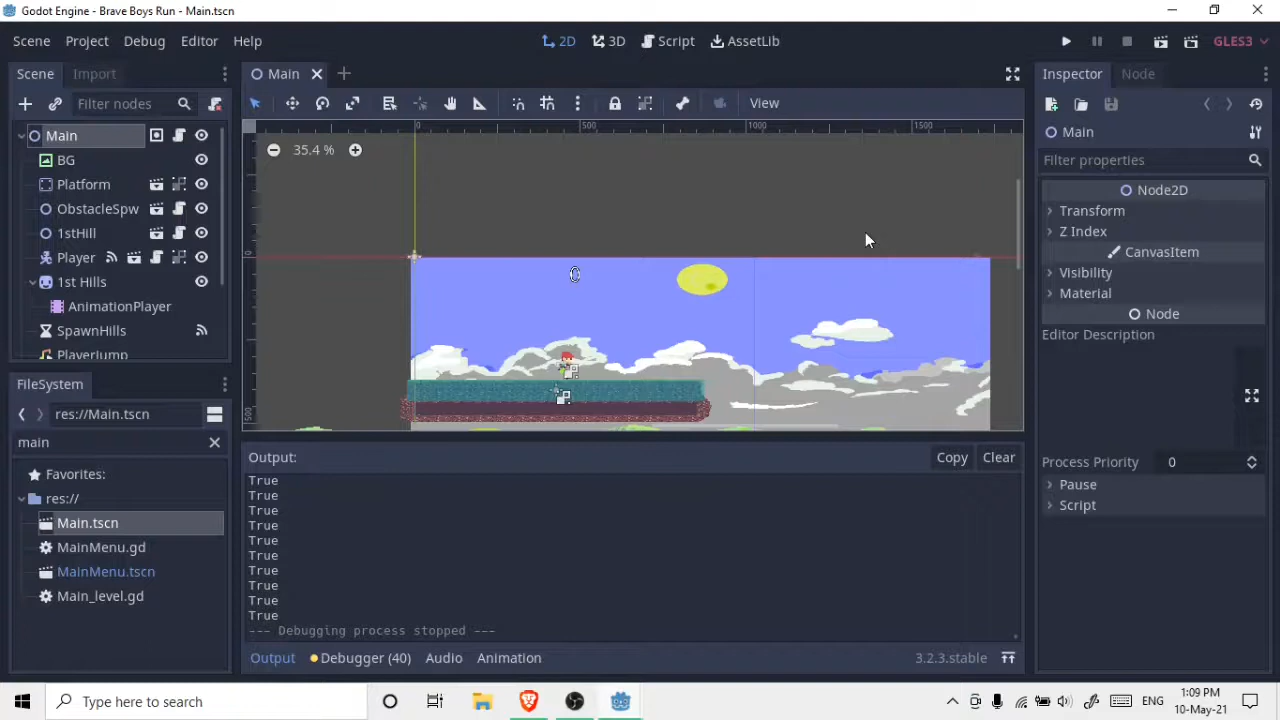 Godot Engine - Brave Boys Run - Main.tscn
Scene Project Debug Editor Help
2D 3D Script AssetLib
GLES3
Scene Import
Filter nodes
Main
BG
Platform
ObstacleSpw
1stHill
Player
1st Hills
AnimationPlayer
SpawnHills
PlayerJump
FileSystem
res://Main.tscn
main
Favorites:
res://
Main.tscn
MainMenu.gd
MainMenu.tscn
Main_level.gd
Main
View
0 500 1000 1500
35.4 %
0
500
0
Output:
Copy Clear
True
True
True
True
True
True
True
True
True
True
--- Debugging process stopped ---
Output Debugger (40) Audio Animation 3.2.3.stable
Inspector Node
Main
Filter properties
Node2D
Transform
Z Index
CanvasItem
Visibility
Material
Node
Editor Description
Process Priority 0
Pause
Script
Type here to search
ENG
1:09 PM
10-May-21